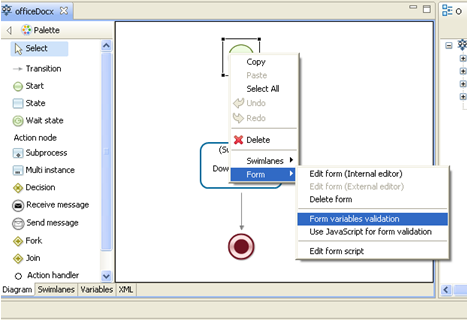 officeDocx
Palette
Select
Transition
Start
State
Wait state
Action node
Subprocess
Multi instance
Decision
Receive message
Send message
Fork
Join
Action handler
Diagram Swimlanes Variables XML
(Su
Dow
Copy
Paste
Select All
Undo
Redo
Delete
Swimlanes
Form
Edit form (Internal editor)
Edit form (External editor)
Delete form
Form variables validation
Use JavaScript for form validation
Edit form script
O